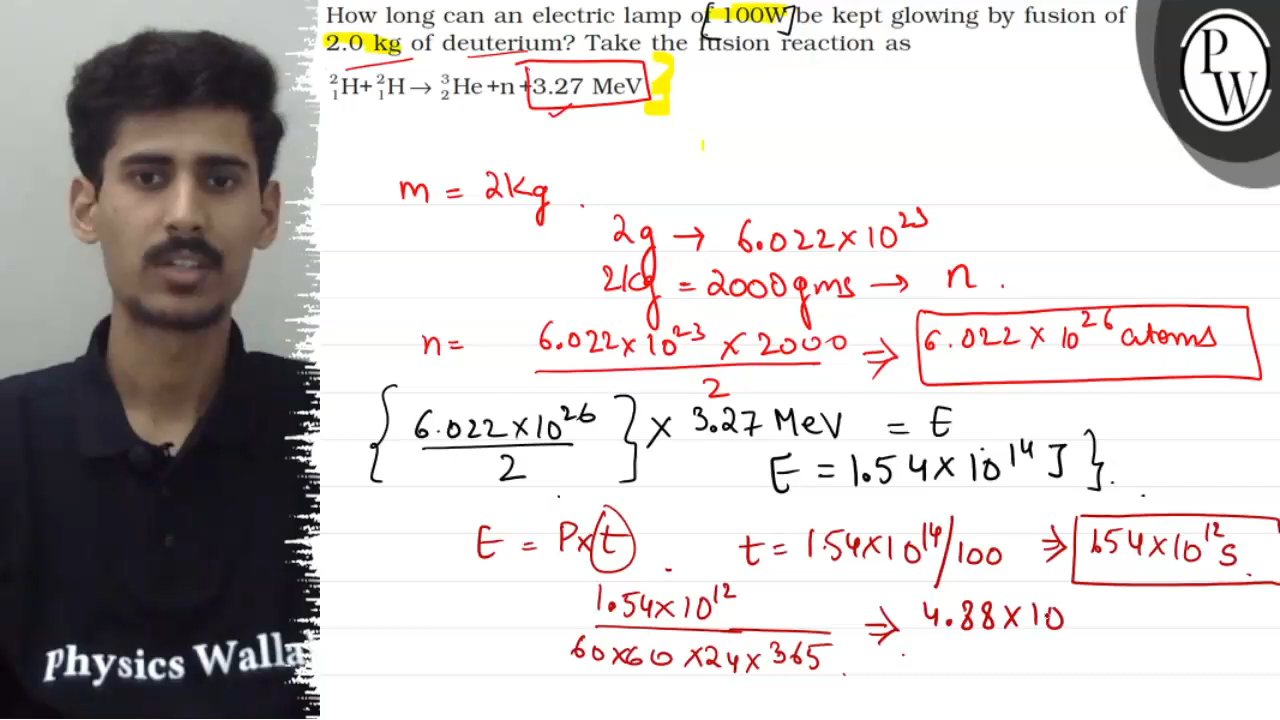 How long can an electric lamp of 100W be kept glowing by fusion of
2.0 kg of deuterium? Take the fusion reaction as
²₁H+²₁H→ ³₂He +n +3.27 MeV ?
PW
m = 2Kg
2g → 6.022×10²³
2kg = 2000gms → n
n= 6.022×10²³ × 2000 / 2 ⇒ 6.022 × 10²⁶ atoms
{6.022×10²⁶ / 2} × 3.27 MeV = E
E = 1.54×10¹⁴ J}
E = P×t t = 1.54×10¹⁴/100 ⇒ 1.54×10¹² s
1.54×10¹² / 60×60×24×365 ⇒ 4.88×10
Physics Walla